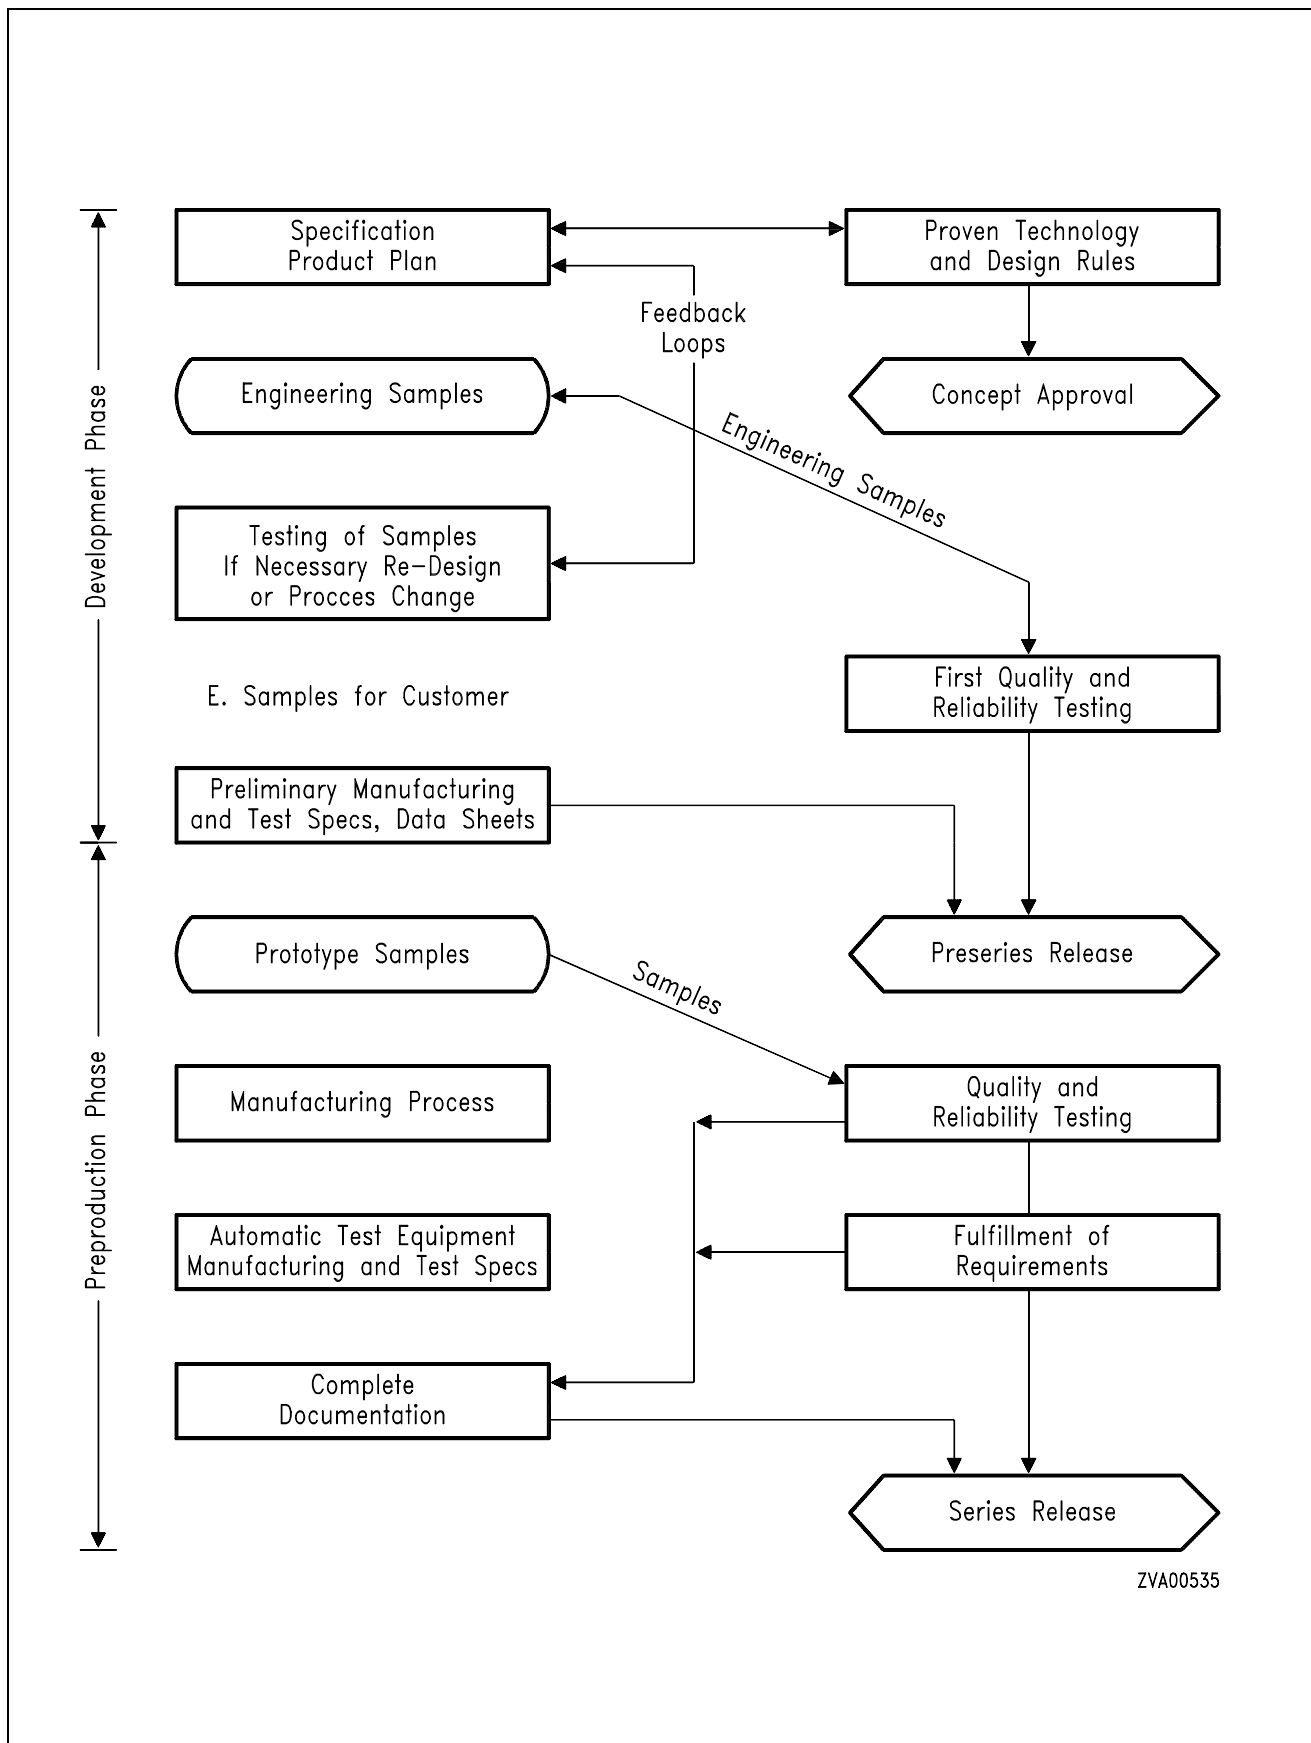 Specification
Product Plan
Proven Technology
and Design Rules
Feedback
Loops
Engineering Samples
Concept Approval
Engineering Samples
Development Phase
Testing of Samples
If Necessary Re-Design
or Procces Change
First Quality and
Reliability Testing
E. Samples for Customer
Preliminary Manufacturing
and Test Specs, Data Sheets
Prototype Samples
Samples
Preseries Release
Preproduction Phase
Manufacturing Process
Quality and
Reliability Testing
Automatic Test Equipment
Manufacturing and Test Specs
Fulfillment of
Requirements
Complete
Documentation
Series Release
ZVA00535